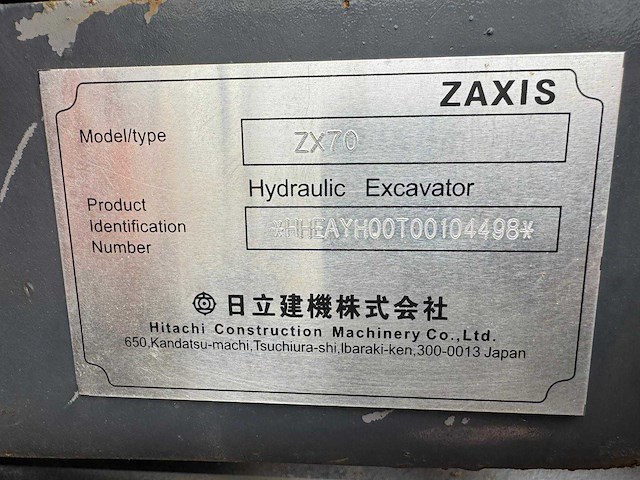 ZAXIS
Model/type
ZX70
Hydraulic Excavator
Product
Identification
Number
*HHEAYH00T00104498*
日立建機株式会社
Hitachi Construction Machinery Co.,Ltd.
650,Kandatsu-machi,Tsuchiura-shi,Ibaraki-ken,300-0013 Japan